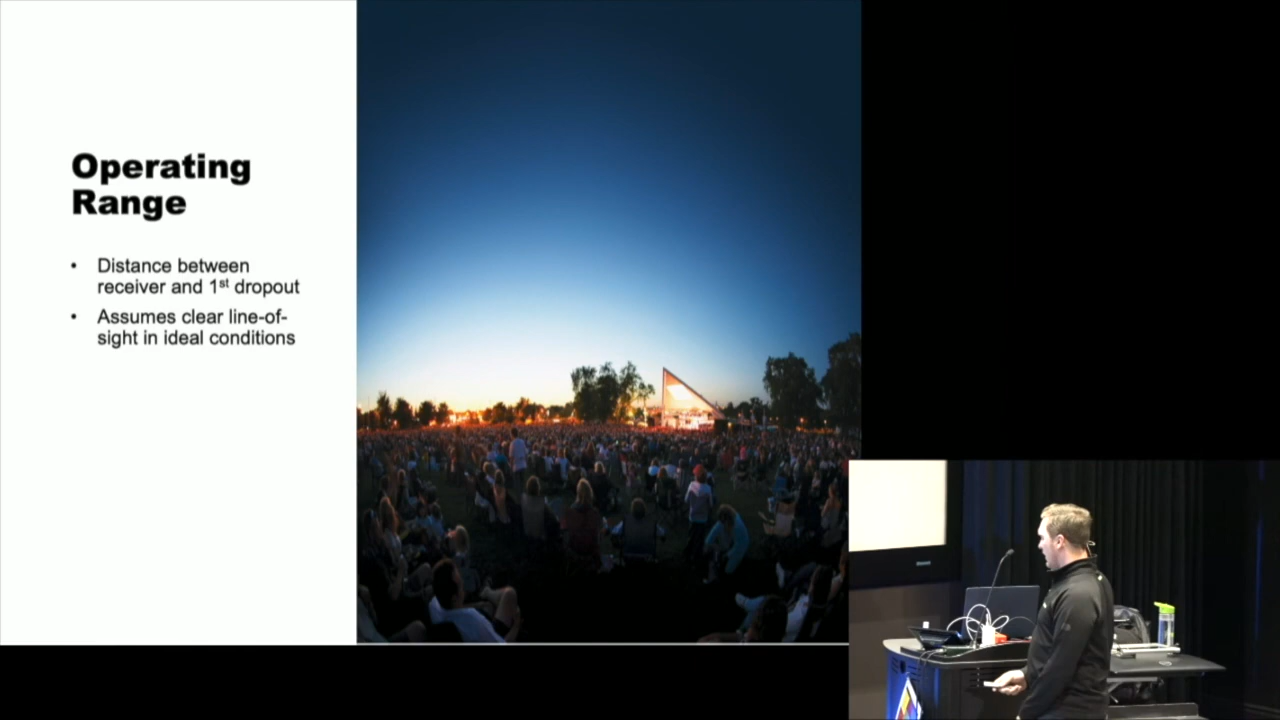 Operating
Range
• Distance between
receiver and 1st dropout
• Assumes clear line-of-
sight in ideal conditions